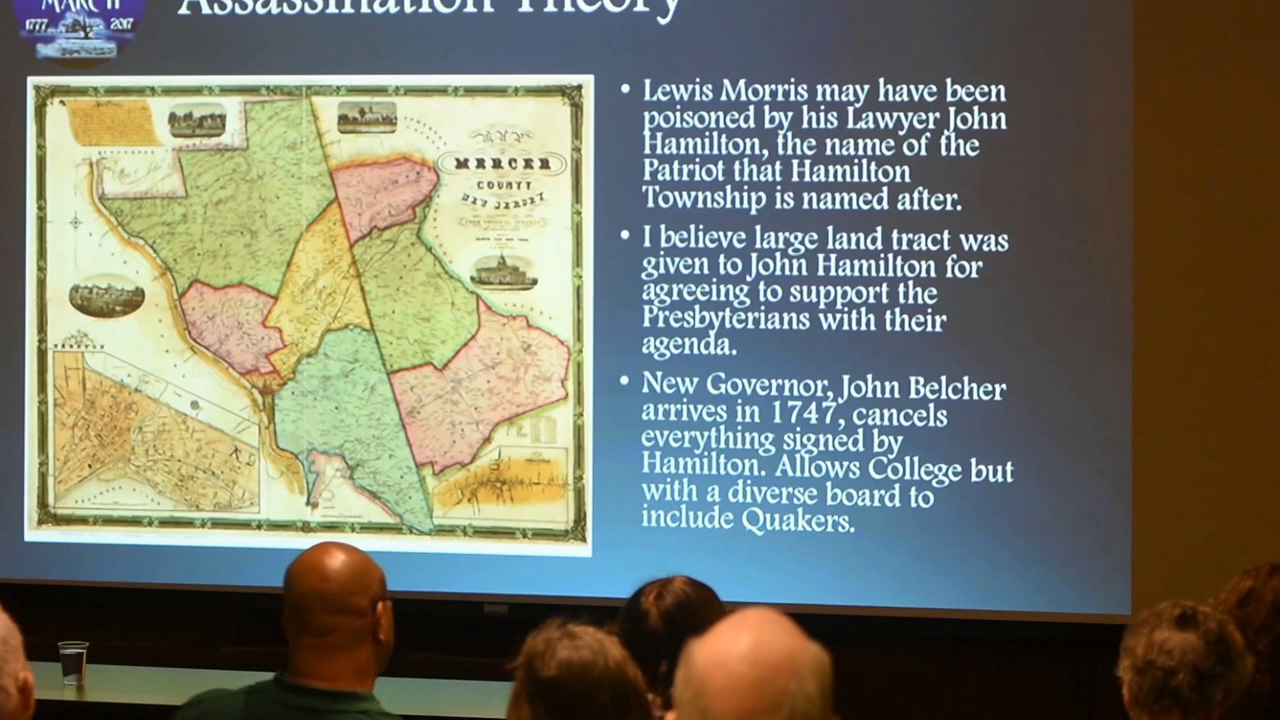 MARCH
1777 2017
Assassination Theory
MAP
MERCER
COUNTY
NEW JERSEY
TRENTON
• Lewis Morris may have been
poisoned by his Lawyer John
Hamilton, the name of the
Patriot that Hamilton
Township is named after.
• I believe large land tract was
given to John Hamilton for
agreeing to support the
Presbyterians with their
agenda.
• New Governor, John Belcher
arrives in 1747, cancels
everything signed by
Hamilton. Allows College but
with a diverse board to
include Quakers.